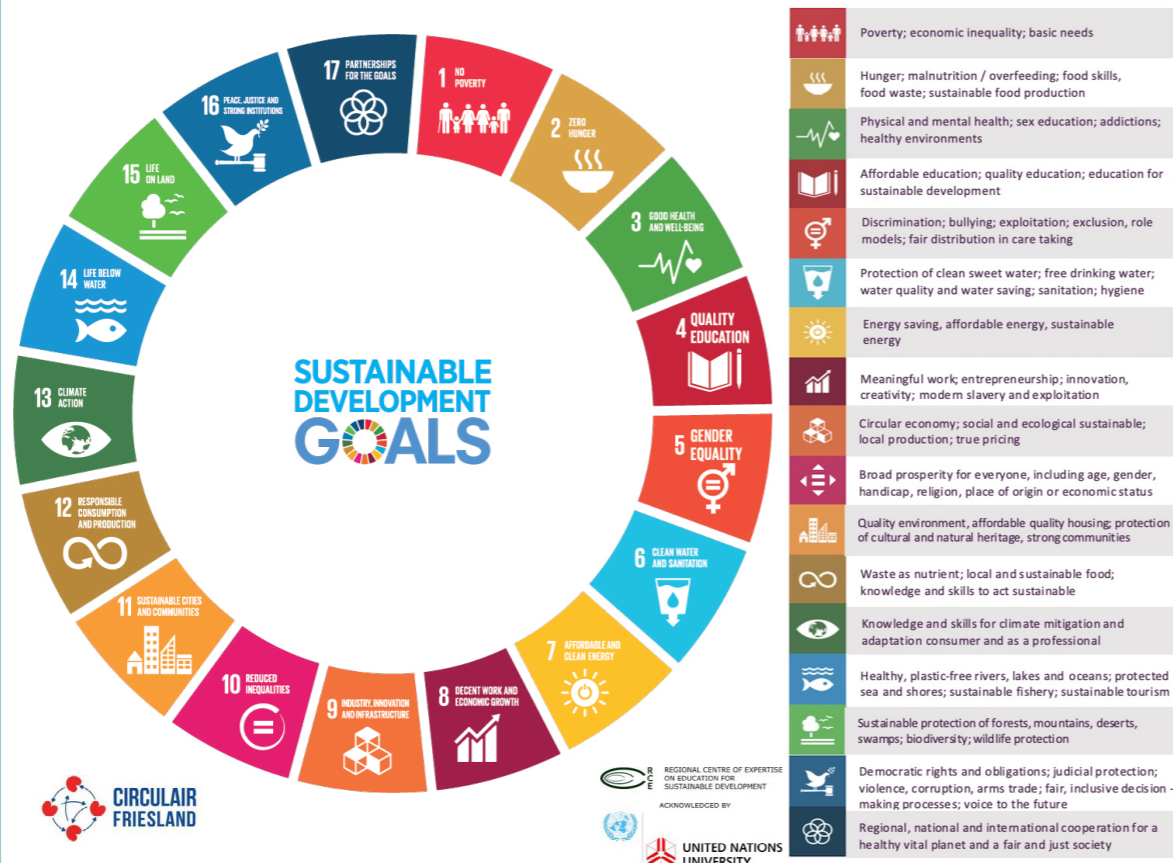 1 NO
POVERTY
2 ZERO
HUNGER
3 GOOD HEALTH
AND WELL-BEING
4 QUALITY
EDUCATION
5 GENDER
EQUALITY
6 CLEAN WATER
AND SANITATION
7 AFFORDABLE AND
CLEAN ENERGY
8 DECENT WORK AND
ECONOMIC GROWTH
9 INDUSTRY, INNOVATION
AND INFRASTRUCTURE
10 REDUCED
INEQUALITIES
11 SUSTAINABLE CITIES
AND COMMUNITIES
12 RESPONSIBLE
CONSUMPTION
AND PRODUCTION
13 CLIMATE
ACTION
14 LIFE BELOW
WATER
15 LIFE
ON LAND
16 PEACE, JUSTICE AND
STRONG INSTITUTIONS
17 PARTNERSHIPS
FOR THE GOALS
SUSTAINABLE
DEVELOPMENT
GOALS
CIRCULAIR
FRIESLAND
RCE
REGIONAL CENTRE OF EXPERTISE
ON EDUCATION FOR
SUSTAINABLE DEVELOPMENT
ACKNOWLEDGED BY
UNITED NATIONS
UNIVERSITY
Poverty; economic inequality; basic needs
Hunger; malnutrition / overfeeding; food skills,
food waste; sustainable food production
Physical and mental health; sex education; addictions;
healthy environments
Affordable education; quality education; education for
sustainable development
Discrimination; bullying; exploitation; exclusion, role
models; fair distribution in care taking
Protection of clean sweet water; free drinking water;
water quality and water saving; sanitation; hygiene
Energy saving, affordable energy, sustainable
energy
Meaningful work; entrepreneurship; innovation,
creativity; modern slavery and exploitation
Circular economy; social and ecological sustainable;
local production; true pricing
Broad prosperity for everyone, including age, gender,
handicap, religion, place of origin or economic status
Quality environment, affordable quality housing; protection
of cultural and natural heritage, strong communities
Waste as nutrient; local and sustainable food;
knowledge and skills to act sustainable
Knowledge and skills for climate mitigation and
adaptation consumer and as a professional
Healthy, plastic-free rivers, lakes and oceans; protected
sea and shores; sustainable fishery; sustainable tourism
Sustainable protection of forests, mountains, deserts,
swamps; biodiversity; wildlife protection
Democratic rights and obligations; judicial protection;
violence, corruption, arms trade; fair, inclusive decision -
making processes; voice to the future
Regional, national and international cooperation for a
healthy vital planet and a fair and just society